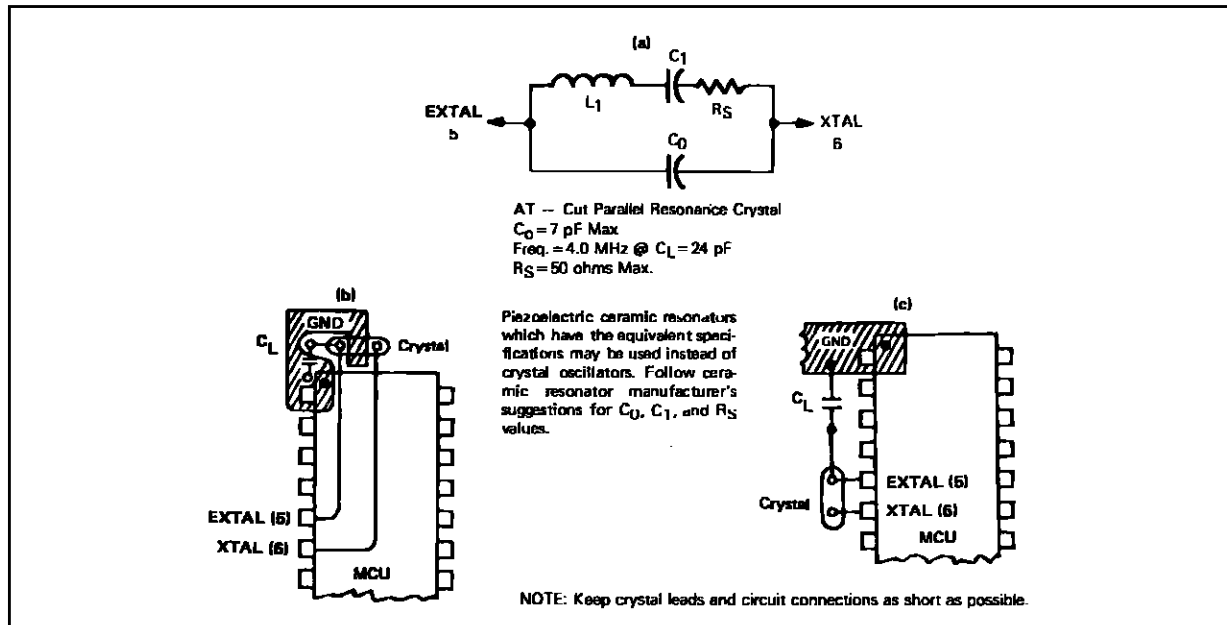 (a)
C1
L1
RS
EXTAL
5
XTAL
6
C0
AT -- Cut Parallel Resonance Crystal
C0=7 pF Max
Freq. =4.0 MHz @ CL=24 pF
RS=50 ohms Max.
(b)
GND
CL
Crystal
EXTAL (5)
XTAL (6)
MCU
Piezoelectric ceramic resonators
which have the equivalent speci-
fications may be used instead of
crystal oscillators. Follow cera-
mic resonator manufacturer's
suggestions for C0, C1, and RS
values.
(c)
GND
CL
Crystal
EXTAL (5)
XTAL (6)
MCU
NOTE: Keep crystal leads and circuit connections as short as possible.